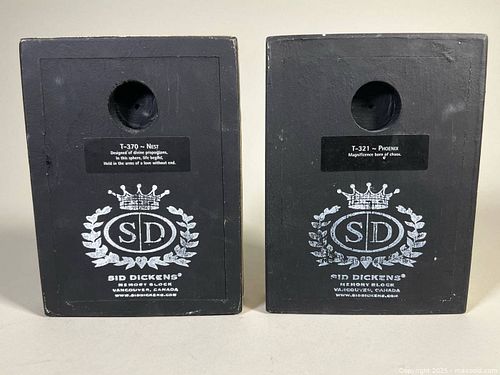 T-370 ~ NEST
Designed of divine proportions,
In this sphere, life begins,
Held in the arms of a love without end.
SD
SID DICKENS®
MEMORY BLOCK
VANCOUVER, CANADA
WWW.SIDDICKENS.COM
T-321 ~ PHOENIX
Magnificence born of chaos.
SD
SID DICKENS®
MEMORY BLOCK
VANCOUVER, CANADA
WWW.SIDDICKENS.COM
Copyright 2025 - maxsold.com